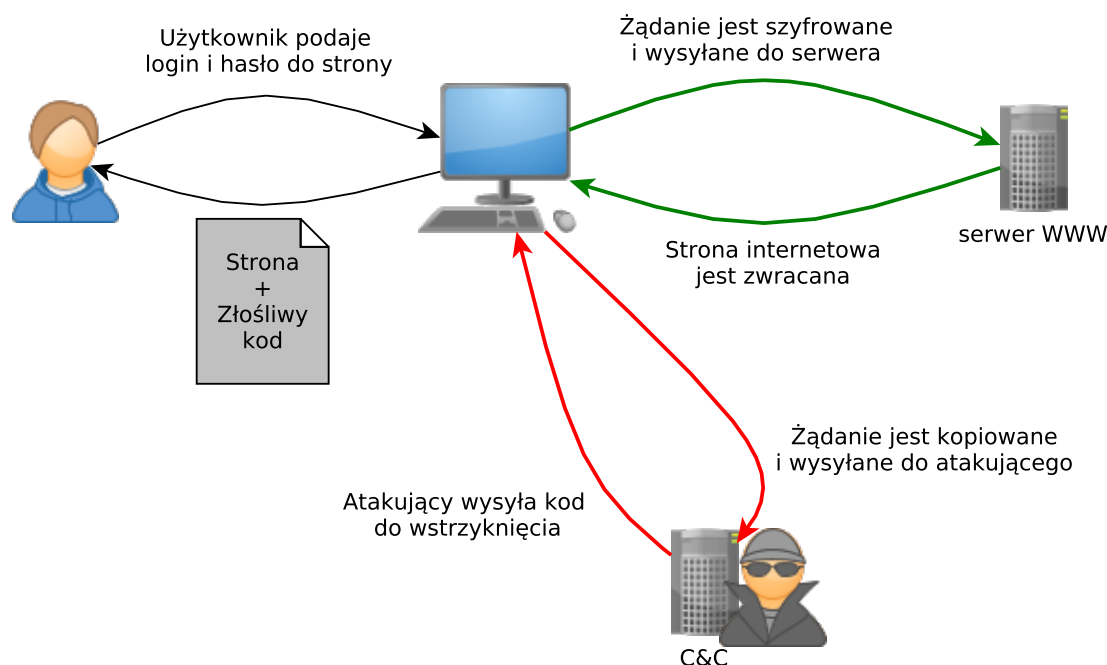 Użytkownik podaje
login i hasło do strony
Żądanie jest szyfrowane
i wysyłane do serwera
serwer WWW
Strona internetowa
jest zwracana
Strona
+
Złośliwy
kod
Żądanie jest kopiowane
i wysyłane do atakującego
Atakujący wysyła kod
do wstrzyknięcia
C&C